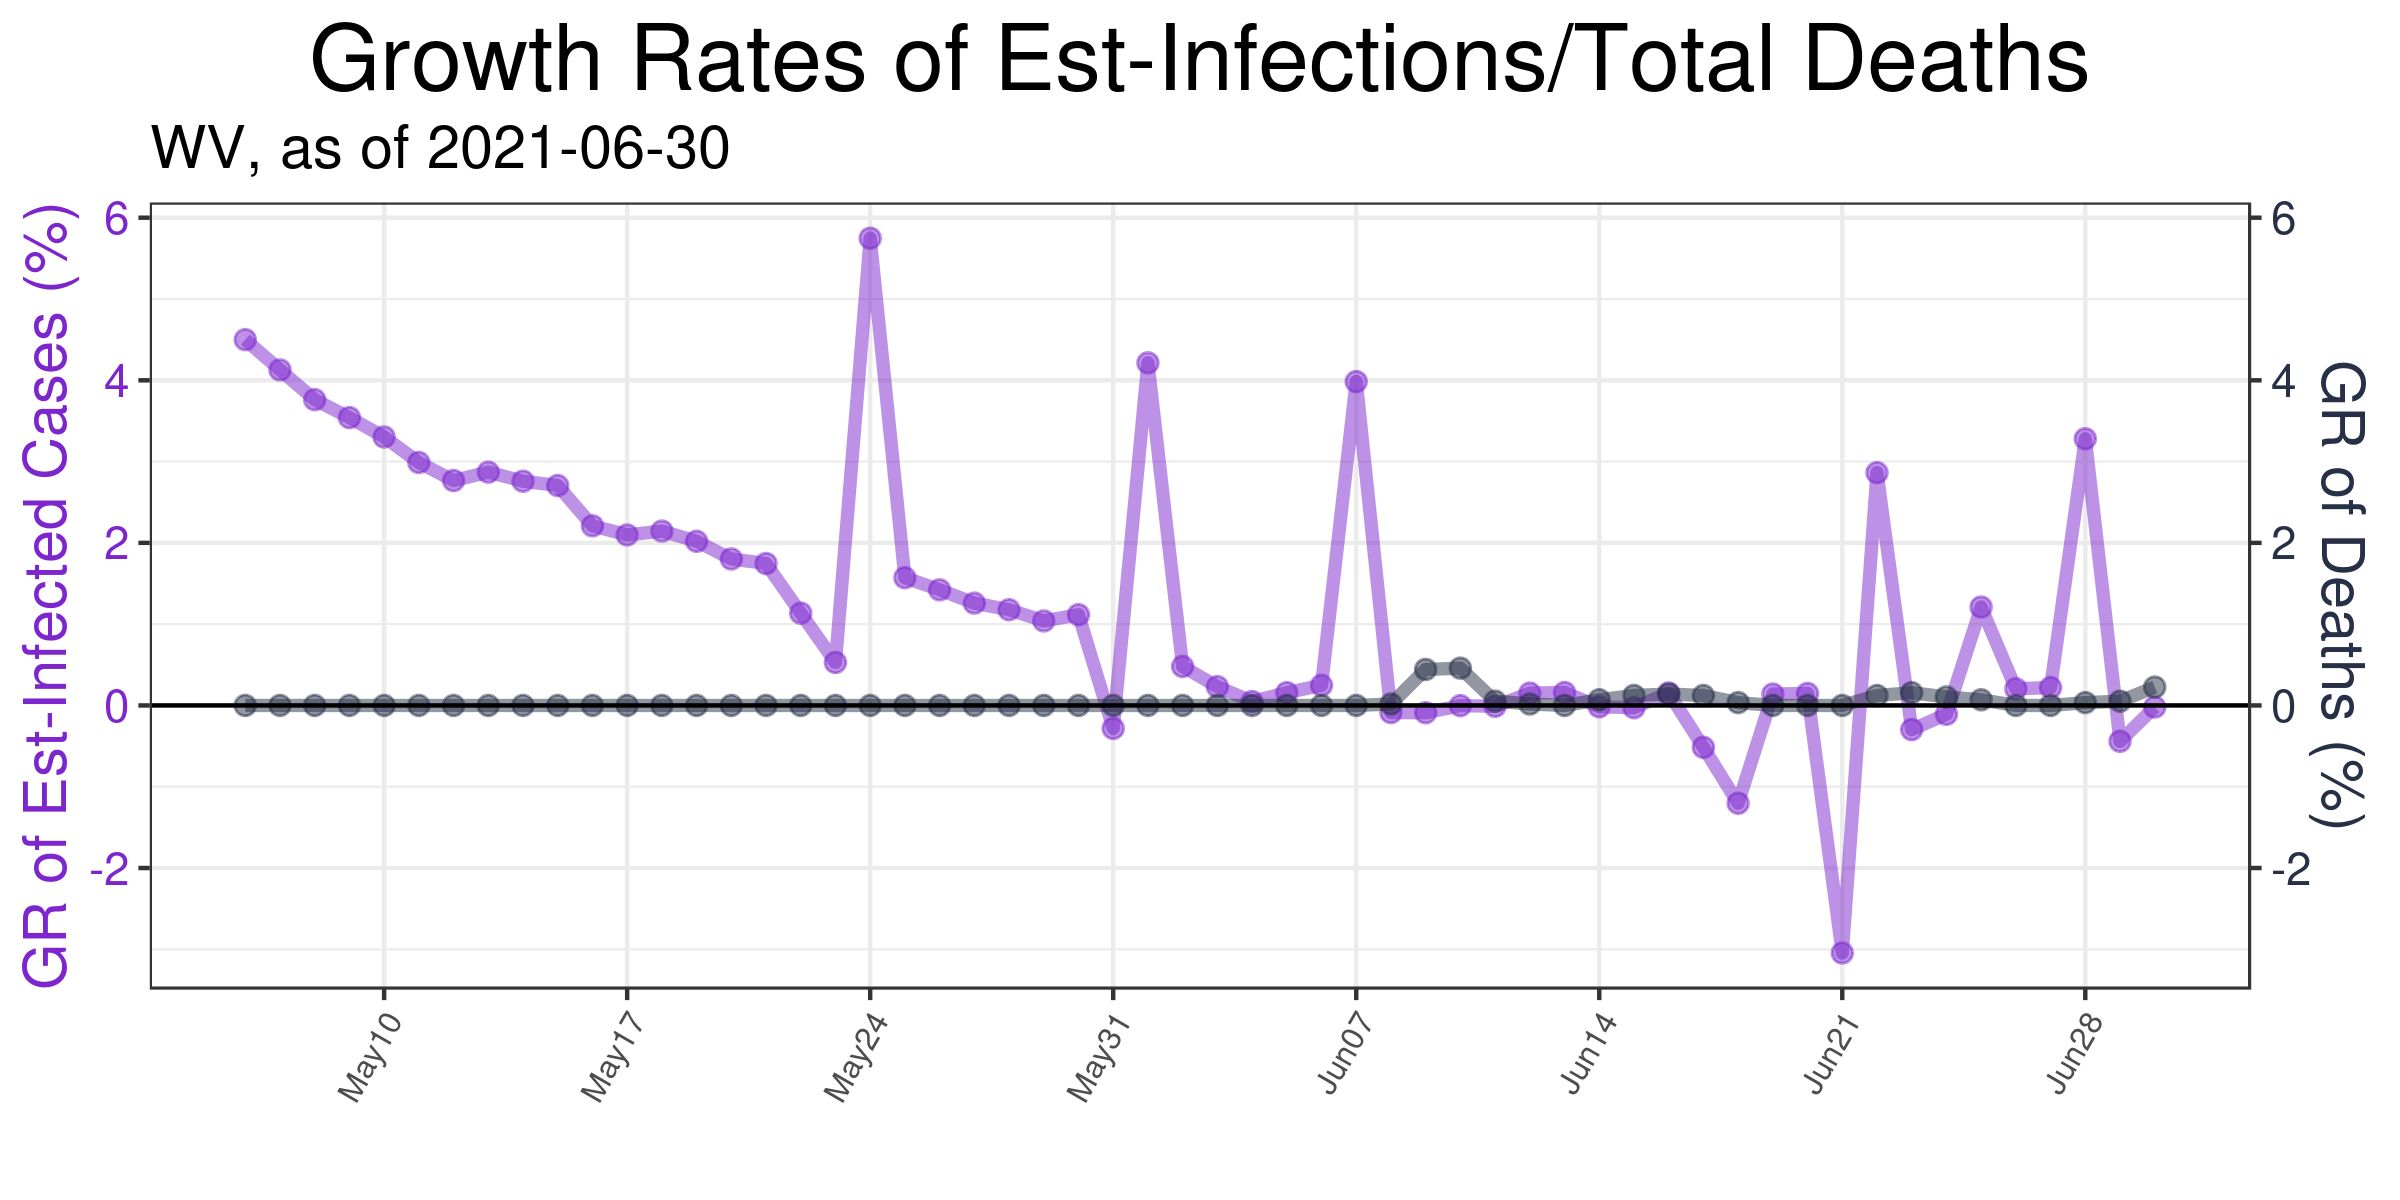 Growth Rates of Est-Infections/Total Deaths
WV, as of 2021-06-30
GR of Est-Infected Cases (%)
6
4
2
0
-2
6
4
2
0
-2
GR of Deaths (%)
May10
May17
May24
May31
Jun07
Jun14
Jun21
Jun28